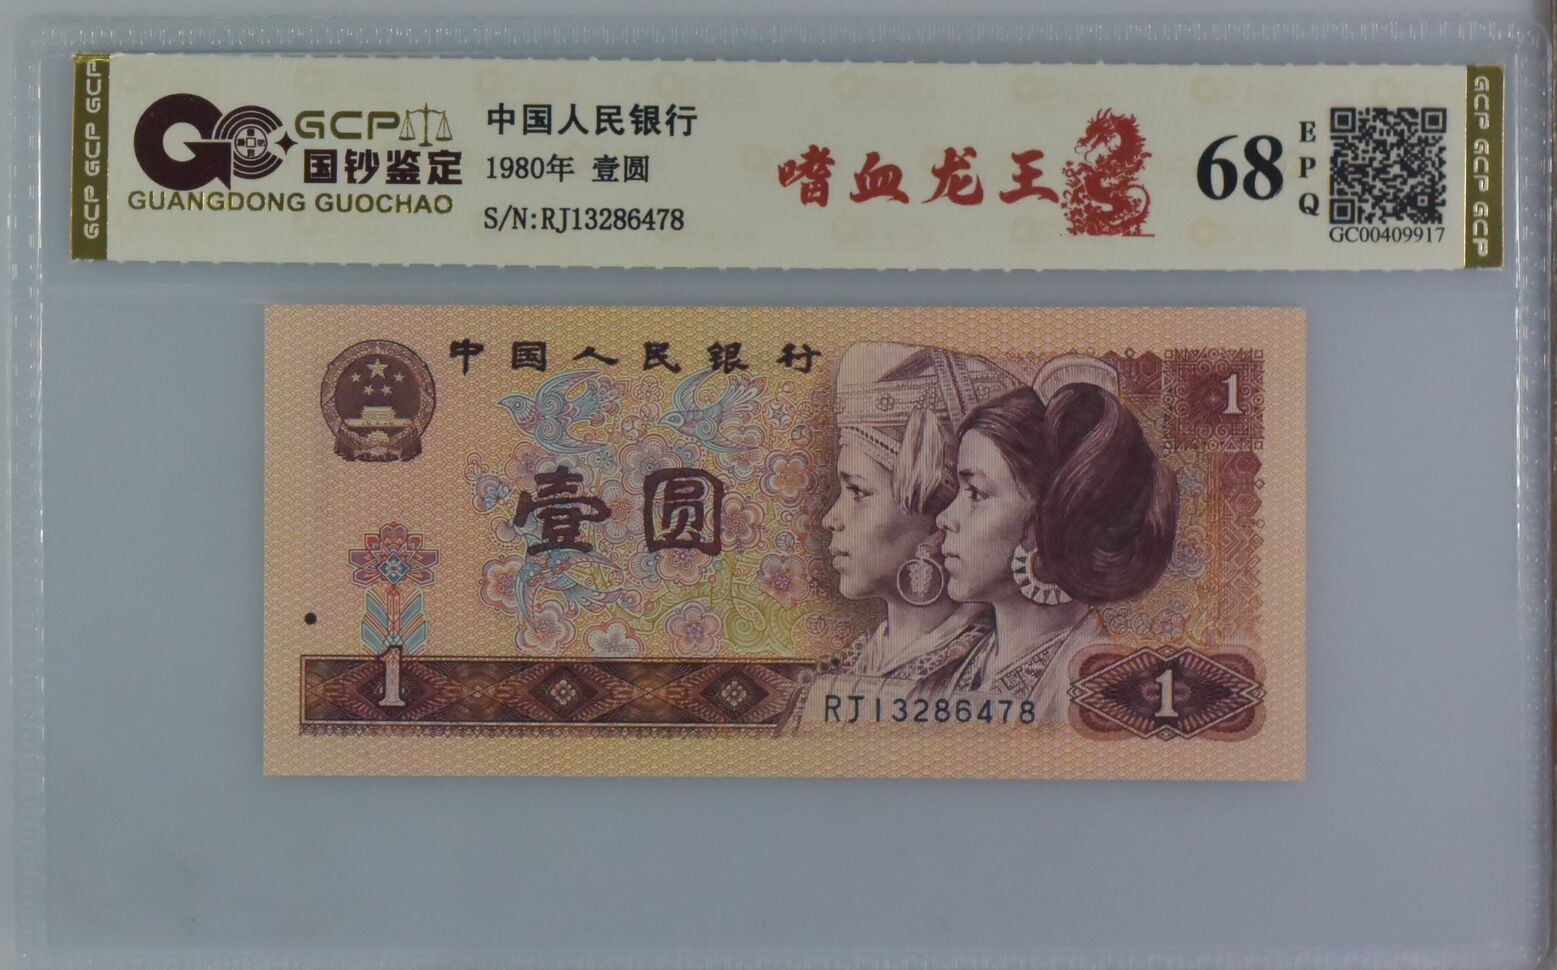 GCP GCP GCP
GCP
国钞鉴定
GUANGDONG GUOCHAO
中国人民银行
1980年 壹圆
S/N:RJ13286478
嗜血龙王
68
EPQ
GC00409917
GCP GCP GCP
中国人民银行
1
壹圆
1
RJ13286478
1